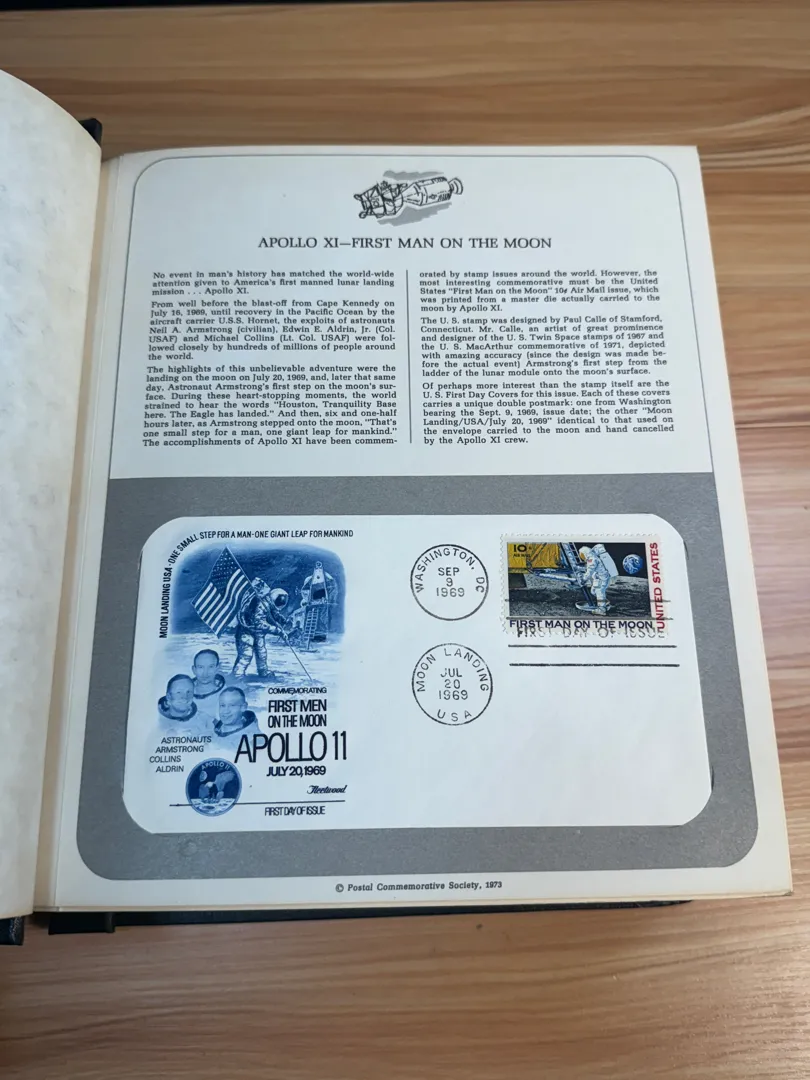 APOLLO XI—FIRST MAN ON THE MOON
No event in man's history has matched the world-wide
attention given to America's first manned lunar landing
mission . . . Apollo XI.
From well before the blast-off from Cape Kennedy on
July 16, 1969, until recovery in the Pacific Ocean by the
aircraft carrier U.S.S. Hornet, the exploits of astronauts
Neil A. Armstrong (civilian), Edwin E. Aldrin, Jr. (Col.
USAF) and Michael Collins (Lt. Col. USAF) were fol-
lowed closely by hundreds of millions of people around
the world.
The highlights of this unbelievable adventure were the
landing on the moon on July 20, 1969, and, later that same
day, Astronaut Armstrong's first step on the moon's sur-
face. During these heart-stopping moments, the world
strained to hear the words "Houston, Tranquility Base
here. The Eagle has landed." And then, six and one-half
hours later, as Armstrong stepped onto the moon, "That's
one small step for a man, one giant leap for mankind."
The accomplishments of Apollo XI have been commem-
orated by stamp issues around the world. However, the
most interesting commemorative must be the United
States "First Man on the Moon" 10¢ Air Mail issue, which
was printed from a master die actually carried to the
moon by Apollo XI.
The U. S. stamp was designed by Paul Calle of Stamford,
Connecticut. Mr. Calle, an artist of great prominence
and designer of the U. S. Twin Space stamps of 1967 and
the U. S. MacArthur commemorative of 1971, depicted
with amazing accuracy (since the design was made be-
fore the actual event) Armstrong's first step from the
ladder of the lunar module onto the moon's surface.
Of perhaps more interest than the stamp itself are the
U. S. First Day Covers for this issue. Each of these covers
carries a unique double postmark: one from Washington
bearing the Sept. 9, 1969, issue date; the other "Moon
Landing/USA/July 20, 1969" identical to that used on
the envelope carried to the moon and hand cancelled
by the Apollo XI crew.
MOON LANDING USA-ONE SMALL STEP FOR A MAN-ONE GIANT LEAP FOR MANKIND
COMMEMORATING
FIRST MEN
ON THE MOON
APOLLO 11
JULY 20, 1969
ASTRONAUTS
ARMSTRONG
COLLINS
ALDRIN
APOLLO 11
Fleetwood
FIRST DAY OF ISSUE
WASHINGTON, DC
SEP
9
1969
MOON LANDING
JUL
20
1969
USA
10¢
AIR MAIL
UNITED STATES
FIRST MAN ON THE MOON
FIRST DAY OF ISSUE
© Postal Commemorative Society, 1973